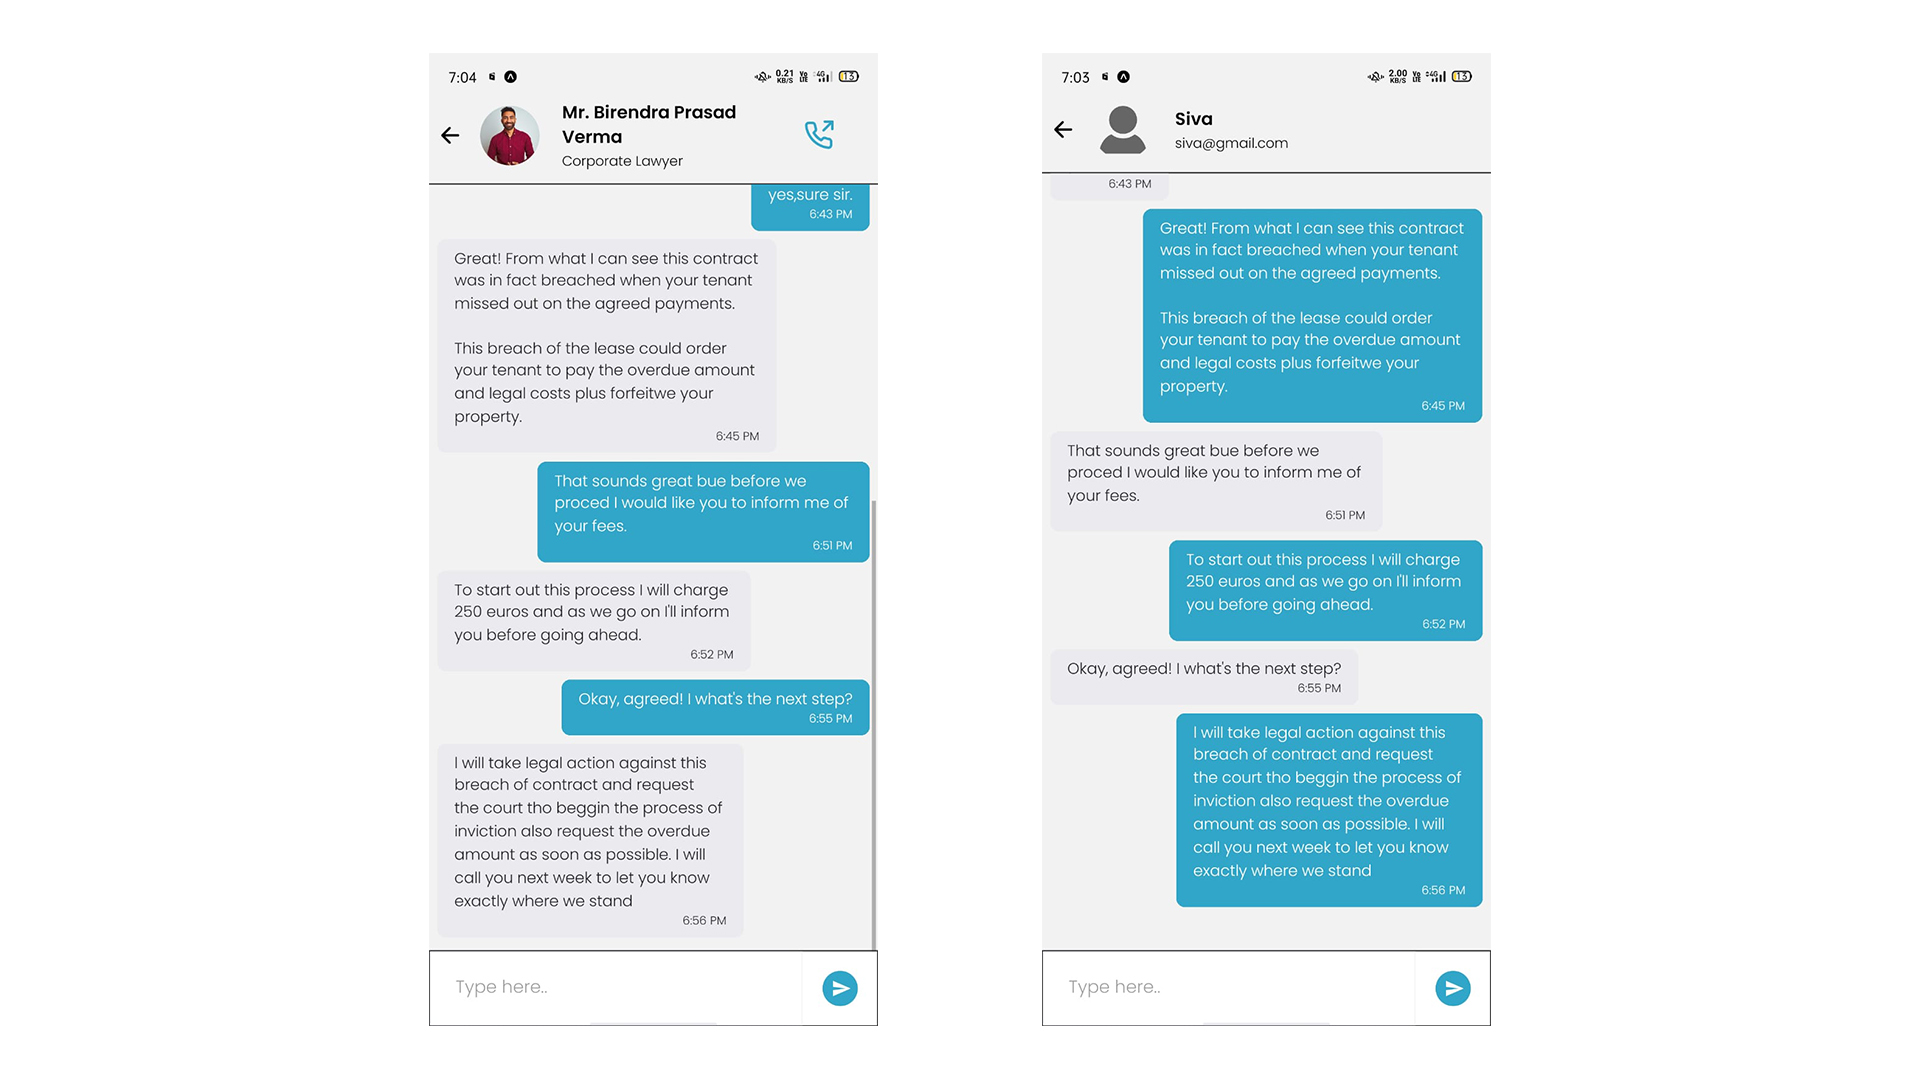 7:04
0.21 KB/S
Vo LTE
4G
13
Mr. Birendra Prasad
Verma
Corporate Lawyer
yes,sure sir.
6:43 PM
Great! From what I can see this contract
was in fact breached when your tenant
missed out on the agreed payments.
This breach of the lease could order
your tenant to pay the overdue amount
and legal costs plus forfeitwe your
property.
6:45 PM
That sounds great bue before we
proced I would like you to inform me of
your fees.
6:51 PM
To start out this process I will charge
250 euros and as we go on I'll inform
you before going ahead.
6:52 PM
Okay, agreed! I what's the next step?
6:55 PM
I will take legal action against this
breach of contract and request
the court tho beggin the process of
inviction also request the overdue
amount as soon as possible. I will
call you next week to let you know
exactly where we stand
6:56 PM
Type here..
7:03
2.00 KB/S
Vo LTE
4G
13
Siva
siva@gmail.com
6:43 PM
Great! From what I can see this contract
was in fact breached when your tenant
missed out on the agreed payments.
This breach of the lease could order
your tenant to pay the overdue amount
and legal costs plus forfeitwe your
property.
6:45 PM
That sounds great bue before we
proced I would like you to inform me of
your fees.
6:51 PM
To start out this process I will charge
250 euros and as we go on I'll inform
you before going ahead.
6:52 PM
Okay, agreed! I what's the next step?
6:55 PM
I will take legal action against this
breach of contract and request
the court tho beggin the process of
inviction also request the overdue
amount as soon as possible. I will
call you next week to let you know
exactly where we stand
6:56 PM
Type here..